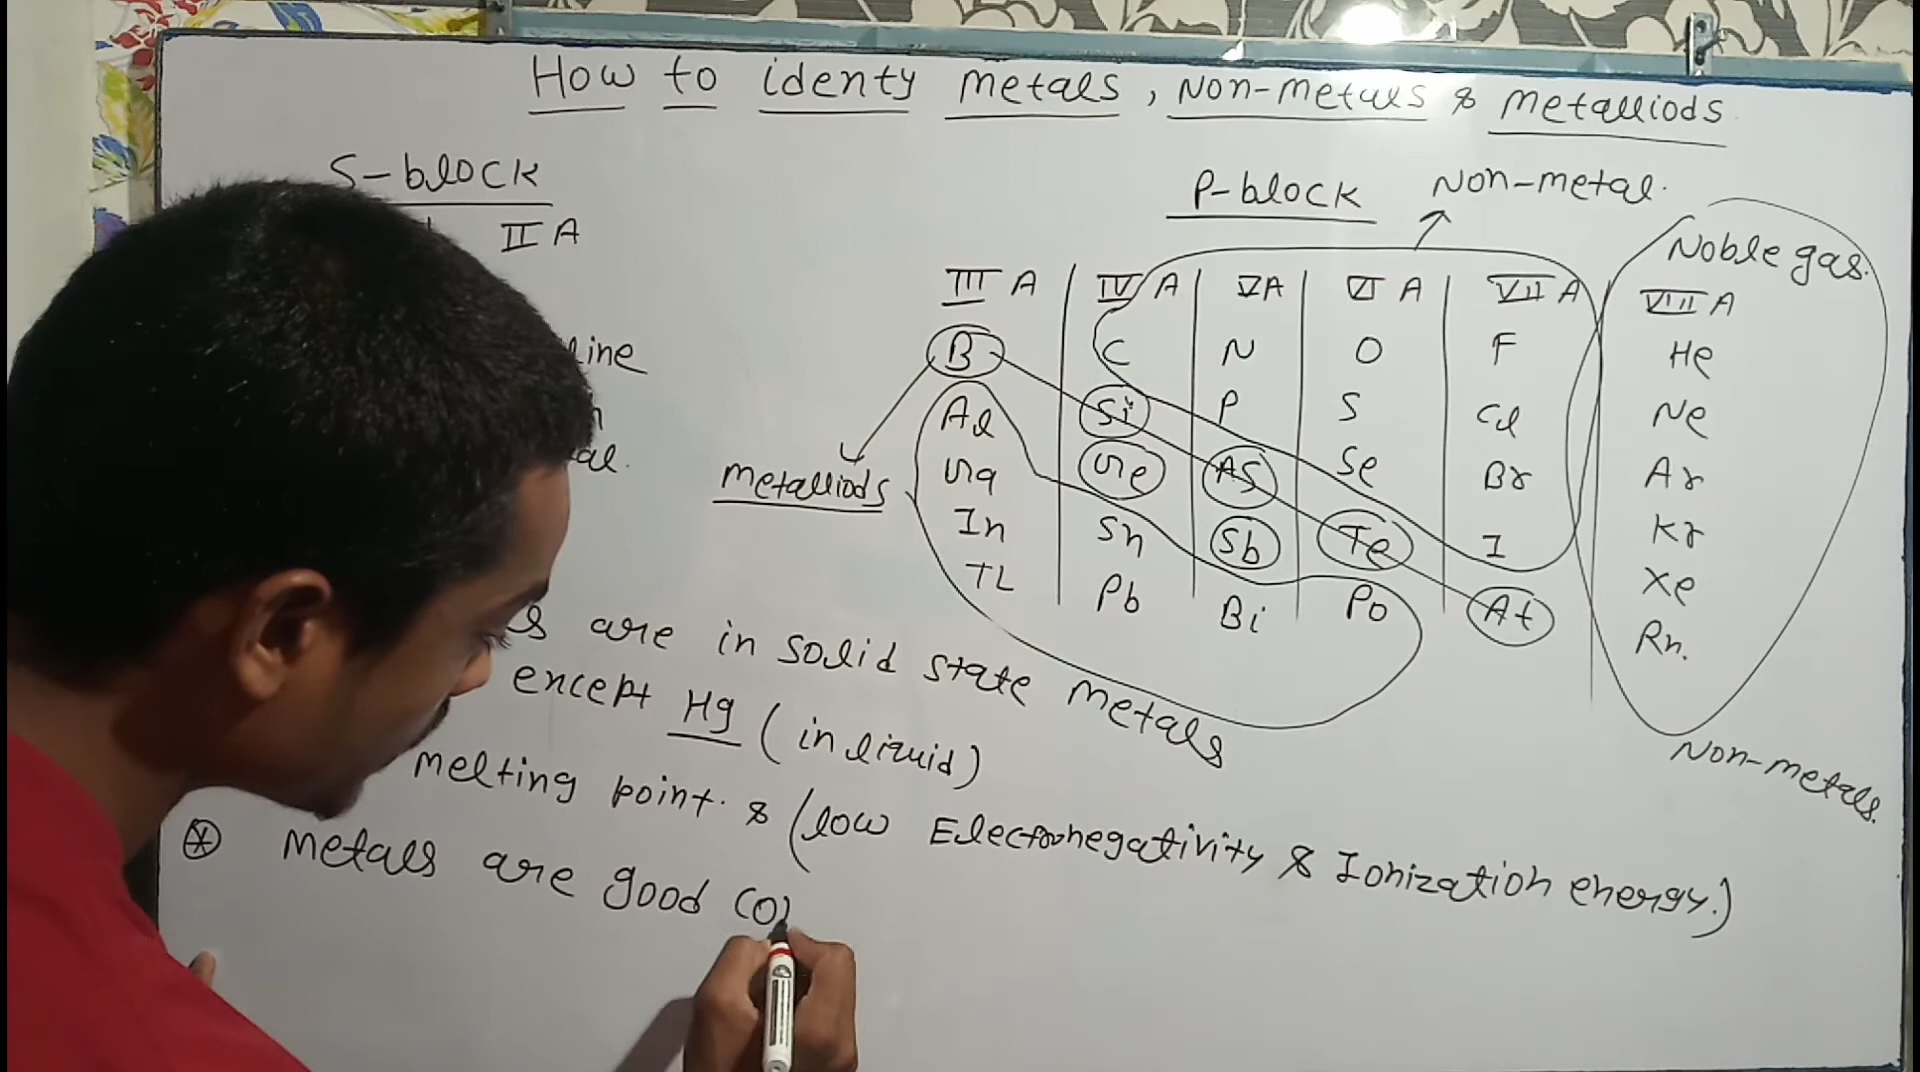 How to identy metals, Non-metals & metalliods
S-block
P-block
Non-metal.
II A
Noble gas.
III A IV A VA VI A VII A VIII A
B C N O F He
Al Si P S Cl Ne
Ga Ge As Se Br Ar
In Sn Sb Te I Kr
TL Pb Bi Po At Xe
Rn.
line
al.
metalliods
s are in solid state
metals
except Hg (in liquid)
Non-metals.
melting point. & (low Electronegativity & Ionization energy.)
metals are good co